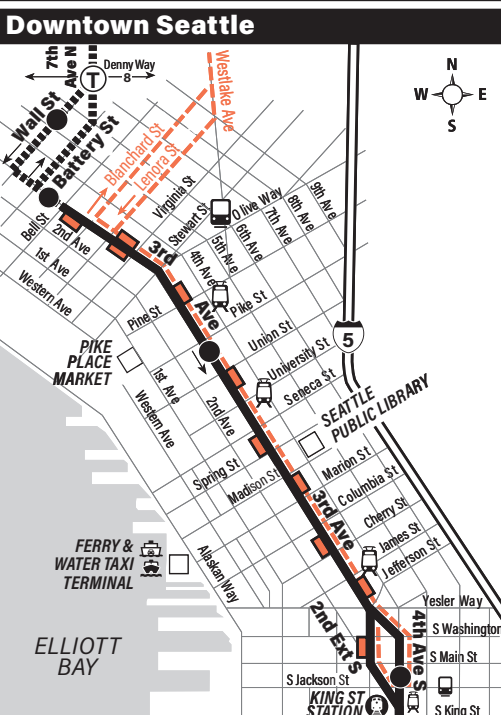 Downtown Seattle
7th
Ave N
T
Denny Way
8
Westlake Ave
N
W
E
S
Wall St
Battery St
Blanchard St
Lenora St
Virginia St
Stewart St
Olive Way
9th Ave
8th Ave
7th Ave
6th Ave
5th Ave
4th Ave
Bell St
2nd Ave
1st Ave
Western Ave
3rd
Ave
Pine St
Pike St
5
Union St
University St
Seneca St
PIKE
PLACE
MARKET
1st Ave
Western Ave
2nd Ave
SEATTLE
PUBLIC LIBRARY
Spring St
Madison St
Marion St
Columbia St
Cherry St
James St
Jefferson St
3rd Ave
FERRY &
WATER TAXI
TERMINAL
Alaskan Way
Yesler Way
2nd Ext S
4th Ave S
S Washington
S Main St
ELLIOTT
BAY
S Jackson St
KING ST
STATION
S King St